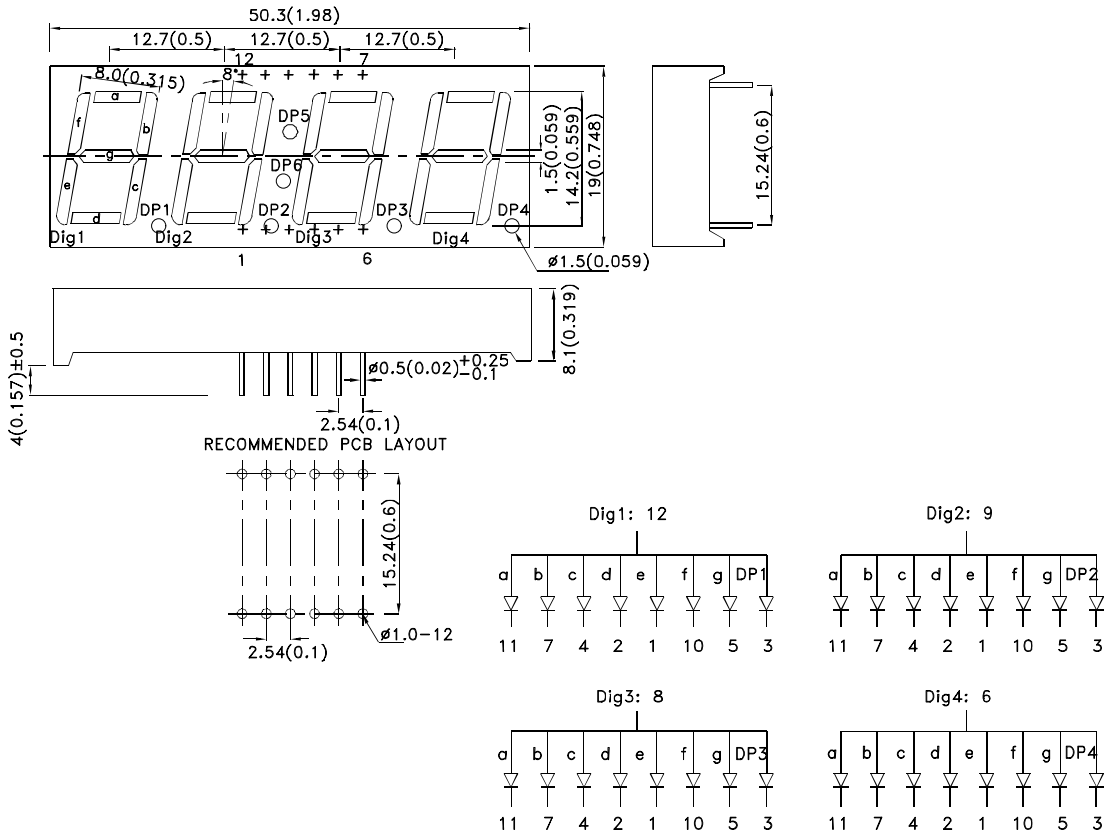 50.3(1.98)
12.7(0.5) 12.7(0.5) 12.7(0.5)
12 7
8.0(0.315) 8°
a
f b
g
e c
d
DP5
DP6
DP1 DP2 DP3 DP4
Dig1 Dig2 Dig3 Dig4
1 6
1.5(0.059)
14.2(0.559)
19(0.748)
ø1.5(0.059)
15.24(0.6)
8.1(0.319)
4(0.157)±0.5
ø0.5(0.02)+0.25
-0.1
2.54(0.1)
RECOMMENDED PCB LAYOUT
15.24(0.6)
ø1.0-12
2.54(0.1)
Dig1: 12
a b c d e f g DP1
11 7 4 2 1 10 5 3
Dig2: 9
a b c d e f g DP2
11 7 4 2 1 10 5 3
Dig3: 8
a b c d e f g DP3
11 7 4 2 1 10 5 3
Dig4: 6
a b c d e f g DP4
11 7 4 2 1 10 5 3